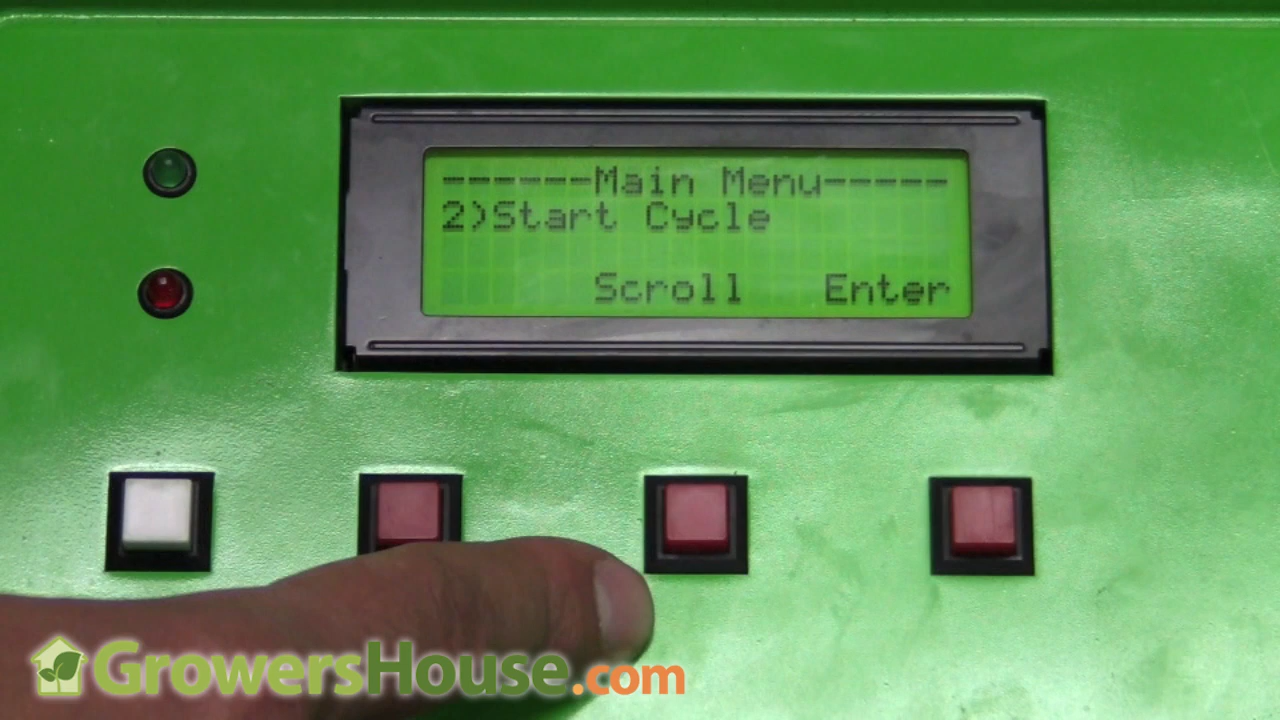 ------Main Menu-----
2)Start Cycle
Scroll Enter
GrowersHouse.com